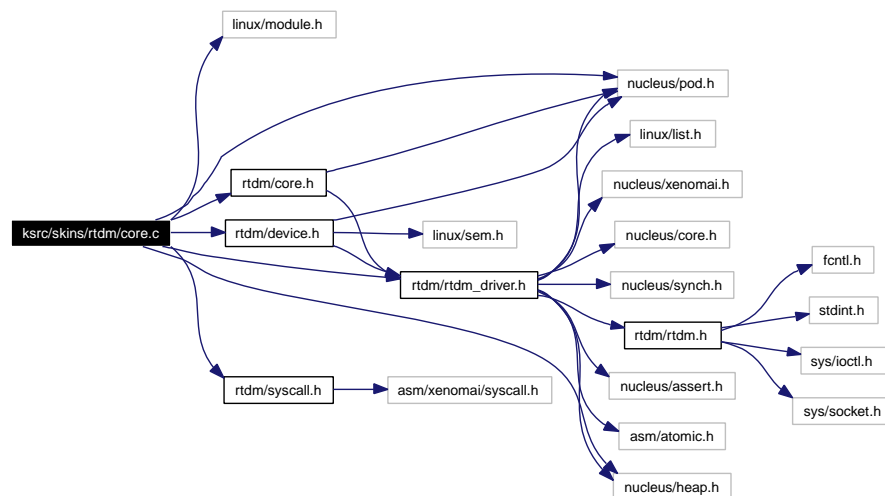 linux/module.h
nucleus/pod.h
linux/list.h
rtdm/core.h
nucleus/xenomai.h
ksrc/skins/rtdm/core.c
rtdm/device.h
linux/sem.h
nucleus/core.h
fcntl.h
rtdm/rtdm_driver.h
nucleus/synch.h
stdint.h
rtdm/rtdm.h
sys/ioctl.h
rtdm/syscall.h
asm/xenomai/syscall.h
nucleus/assert.h
sys/socket.h
asm/atomic.h
nucleus/heap.h